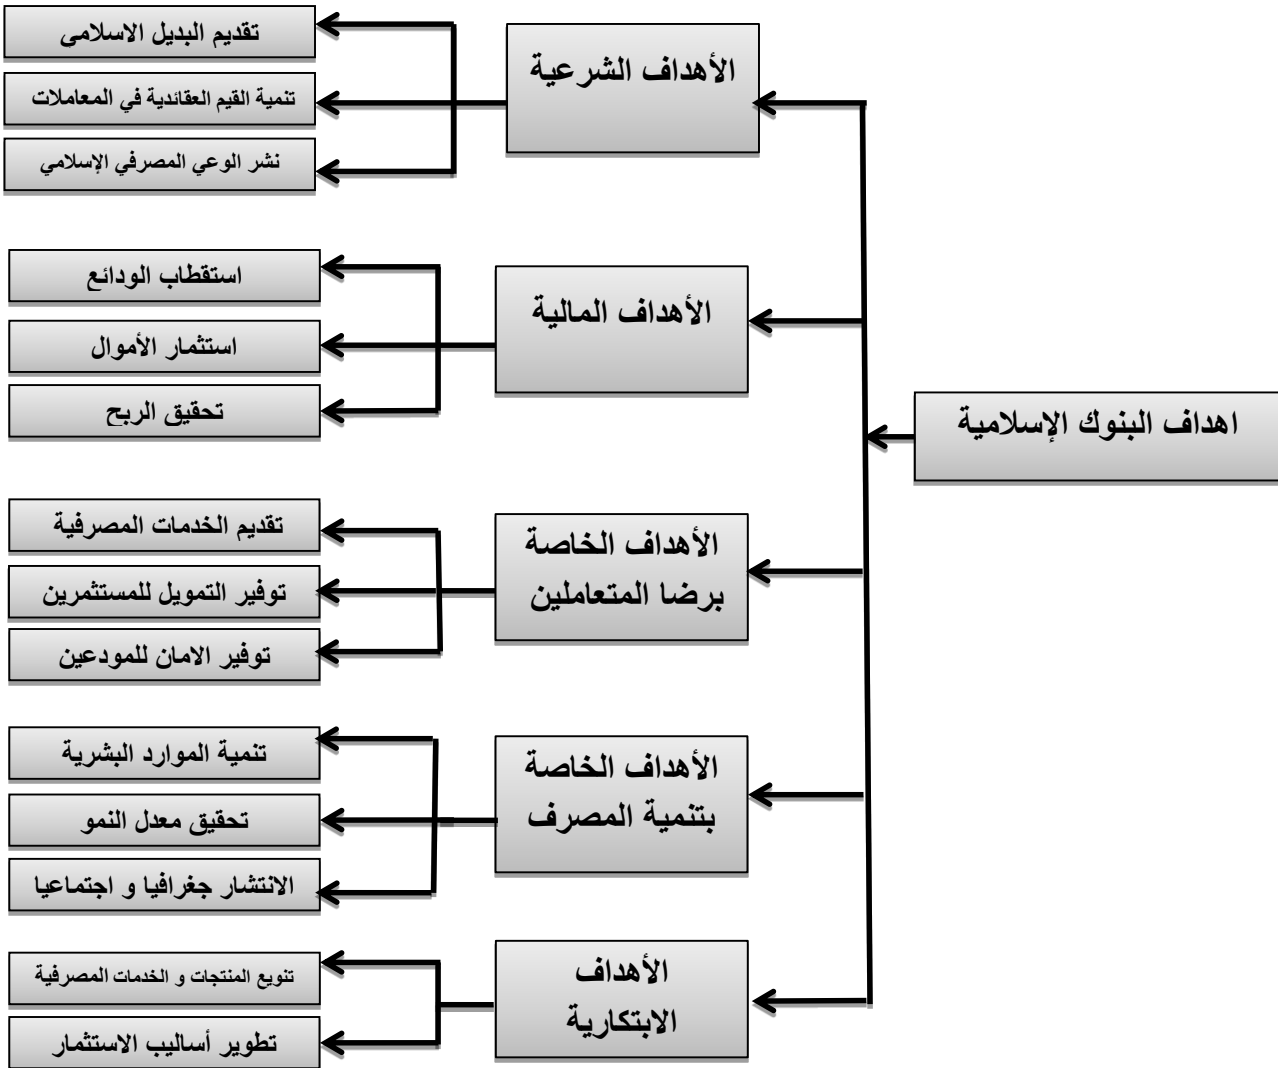 اهداف البنوك الإسلامية
الأهداف الشرعية
تقديم البديل الاسلامى
تنمية القيم العقائدية في المعاملات
نشر الوعي المصرفي الإسلامي
الأهداف المالية
استقطاب الودائع
استثمار الأموال
تحقيق الربح
الأهداف الخاصة
برضا المتعاملين
تقديم الخدمات المصرفية
توفير التمويل للمستثمرين
توفير الامان للمودعين
الأهداف الخاصة
بتنمية المصرف
تنمية الموارد البشرية
تحقيق معدل النمو
الانتشار جغرافيا و اجتماعيا
الأهداف
الابتكارية
تنويع المنتجات و الخدمات المصرفية
تطوير أساليب الاستثمار